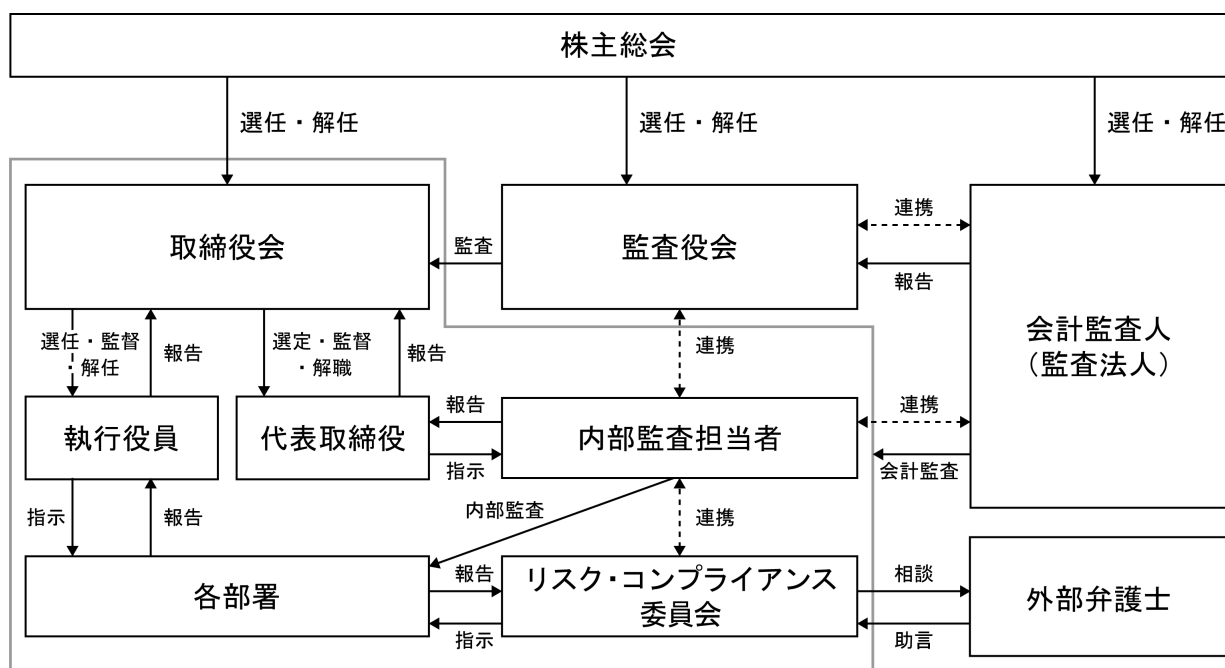 株主総会
選任・解任
選任・解任
選任・解任
取締役会
監査
監査役会
連携
報告
会計監査人
（監査法人）
選任・監督
・解任
報告
選定・監督
・解職
報告
連携
執行役員
代表取締役
報告
指示
内部監査担当者
連携
会計監査
指示
報告
内部監査
連携
各部署
報告
指示
リスク・コンプライアンス
委員会
相談
助言
外部弁護士